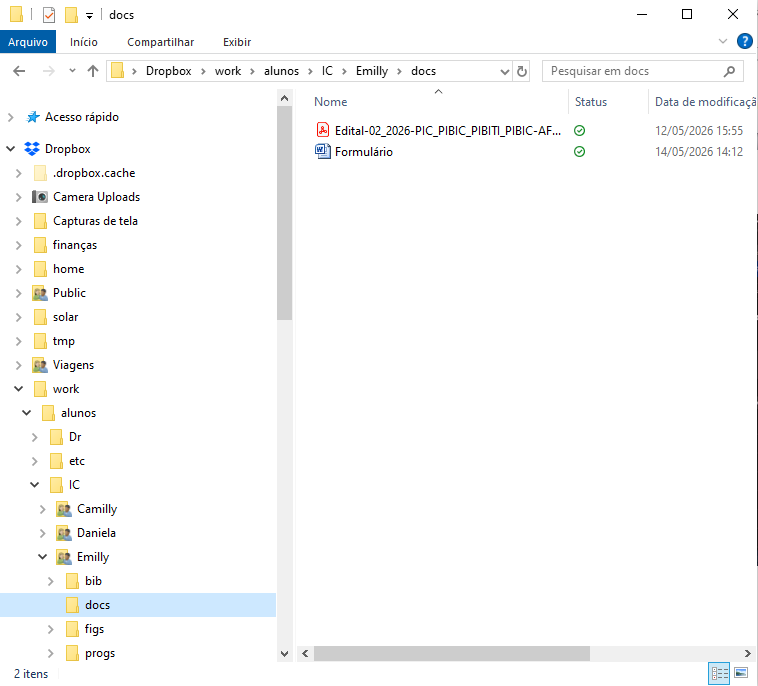 docs
Arquivo Início Compartilhar Exibir
Dropbox work alunos IC Emilly docs Pesquisar em docs
Nome Status Data de modificaçã
Edital-02_2026-PIC_PIBIC_PIBITI_PIBIC-AF... 12/05/2026 15:55
Formulário 14/05/2026 14:12
Acesso rápido
Dropbox
.dropbox.cache
Camera Uploads
Capturas de tela
finanças
home
Public
solar
tmp
Viagens
work
alunos
Dr
etc
IC
Camilly
Daniela
Emilly
bib
docs
figs
progs
2 itens